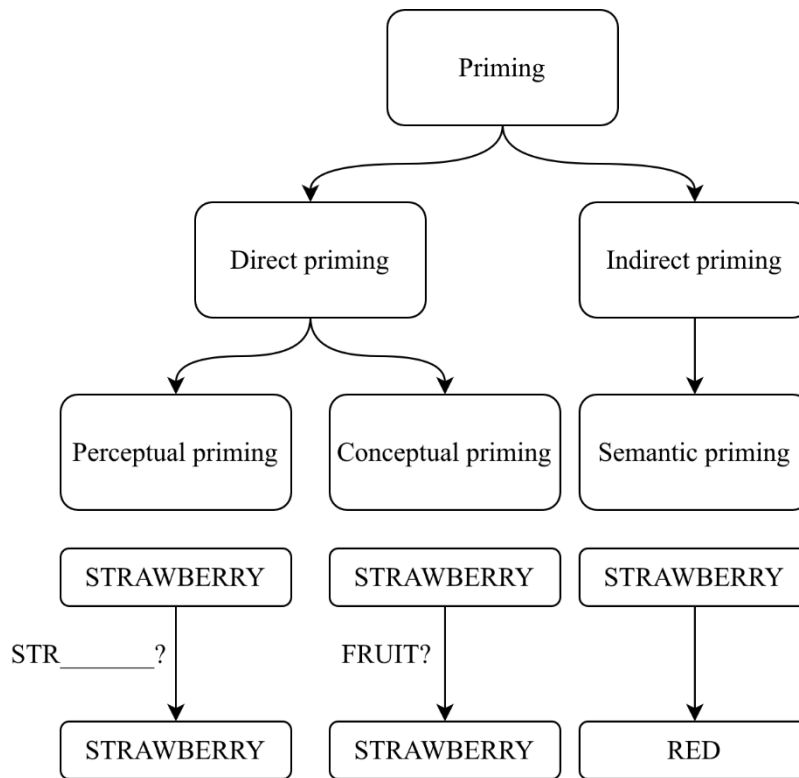 Priming
Direct priming
Indirect priming
Perceptual priming
Conceptual priming
Semantic priming
STRAWBERRY
STRAWBERRY
STRAWBERRY
STR_______?
FRUIT?
STRAWBERRY
STRAWBERRY
RED